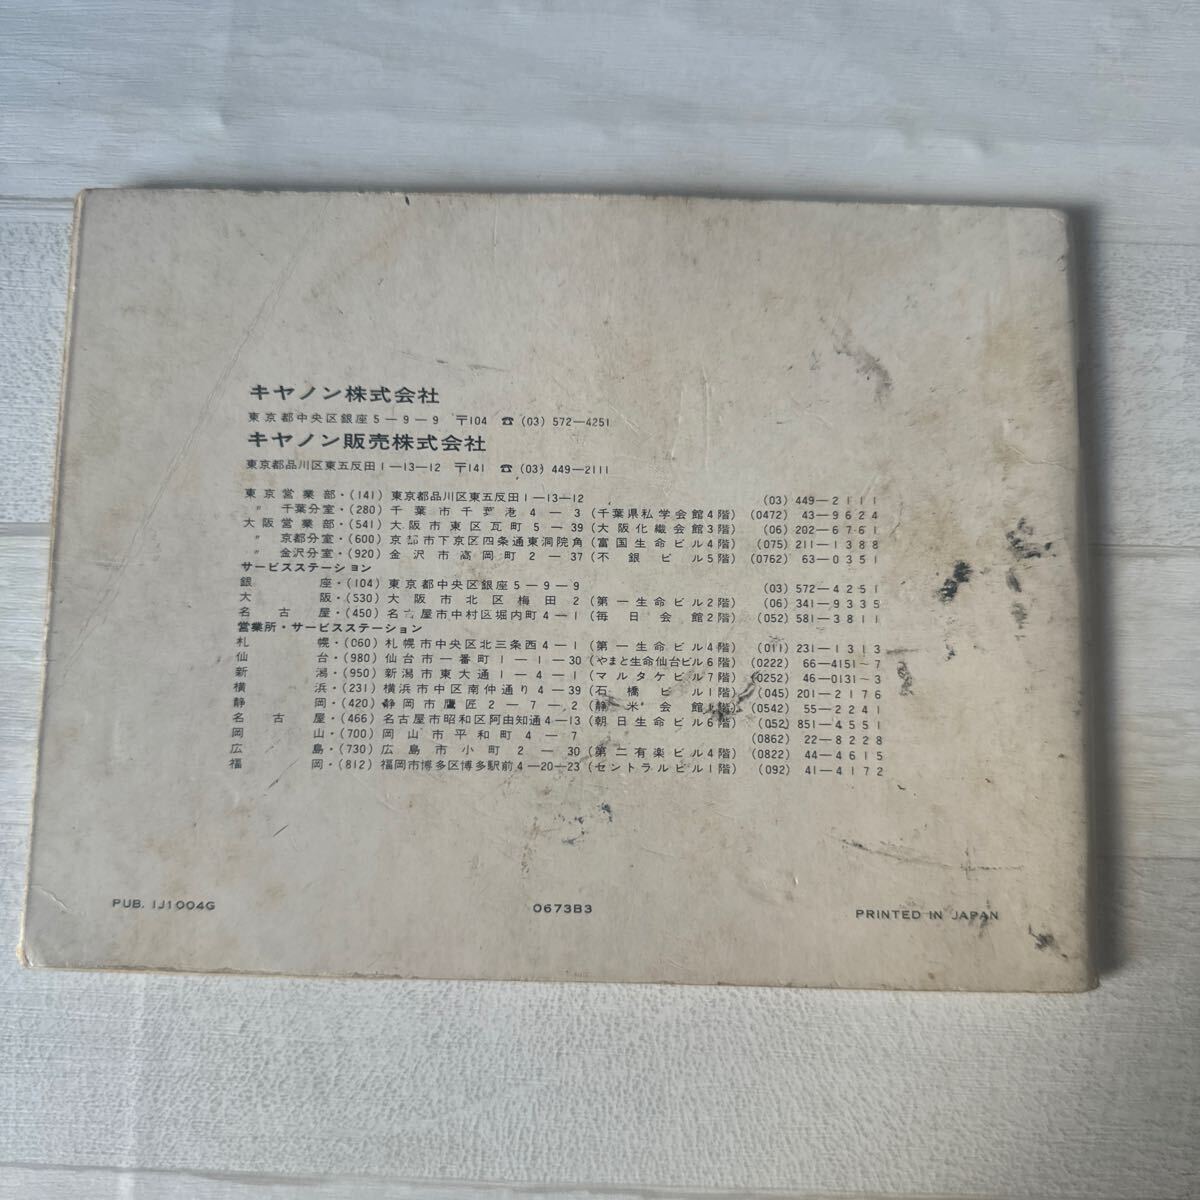 キヤノン株式会社
東京都中央区銀座5−9−9 〒104 ☎ (03) 572−4251
キヤノン販売株式会社
東京都品川区東五反田1−13−12 〒141 ☎ (03) 449−2111
東京営業部・(141) 東京都品川区東五反田1−13−12 (03) 449−2111
〃 千葉分室・(280) 千葉市千葉港4−3 (千葉県私学会館4階) (0472) 43−9624
大阪営業部・(541) 大阪市東区瓦町5−39 (大阪化繊会館3階) (06) 202−6761
〃 京都分室・(600) 京都市下京区四条通東洞院角 (富国生命ビル4階) (075) 211−1388
〃 金沢分室・(920) 金沢市高岡町2−37 (不銀ビル5階) (0762) 63−0351
サービスステーション
銀座・(104) 東京都中央区銀座5−9−9 (03) 572−4251
大阪・(530) 大阪市北区梅田2 (第一生命ビル2階) (06) 341−9335
名古屋・(450) 名古屋市中村区堀内町4−1 (毎日会館2階) (052) 581−3811
営業所・サービスステーション
札幌・(060) 札幌市中央区北三条西4−1 (第一生命ビル4階) (011) 231−1313
仙台・(980) 仙台市一番町1−1−30 (やまと生命仙台ビル6階) (0222) 66−4151〜7
新潟・(950) 新潟市東大通1−4−1 (マルタケビル7階) (0252) 46−0131〜3
横浜・(231) 横浜市中区南仲通り4−39 (石橋ビル1階) (045) 201−2176
静岡・(420) 静岡市鷹匠2−7−2 (静米会館1階) (0542) 55−2241
名古屋・(466) 名古屋市昭和区阿由知通4−13 (朝日生命ビル6階) (052) 851−4551
岡山・(700) 岡山市平和町4−7 (0862) 22−8228
広島・(730) 広島市小町2−30 (第二有楽ビル4階) (0822) 44−4615
福岡・(812) 福岡市博多区博多駅前4−20−23 (セントラルビル1階) (092) 41−4172
PUB. IJ1004G
0673B3
PRINTED IN JAPAN